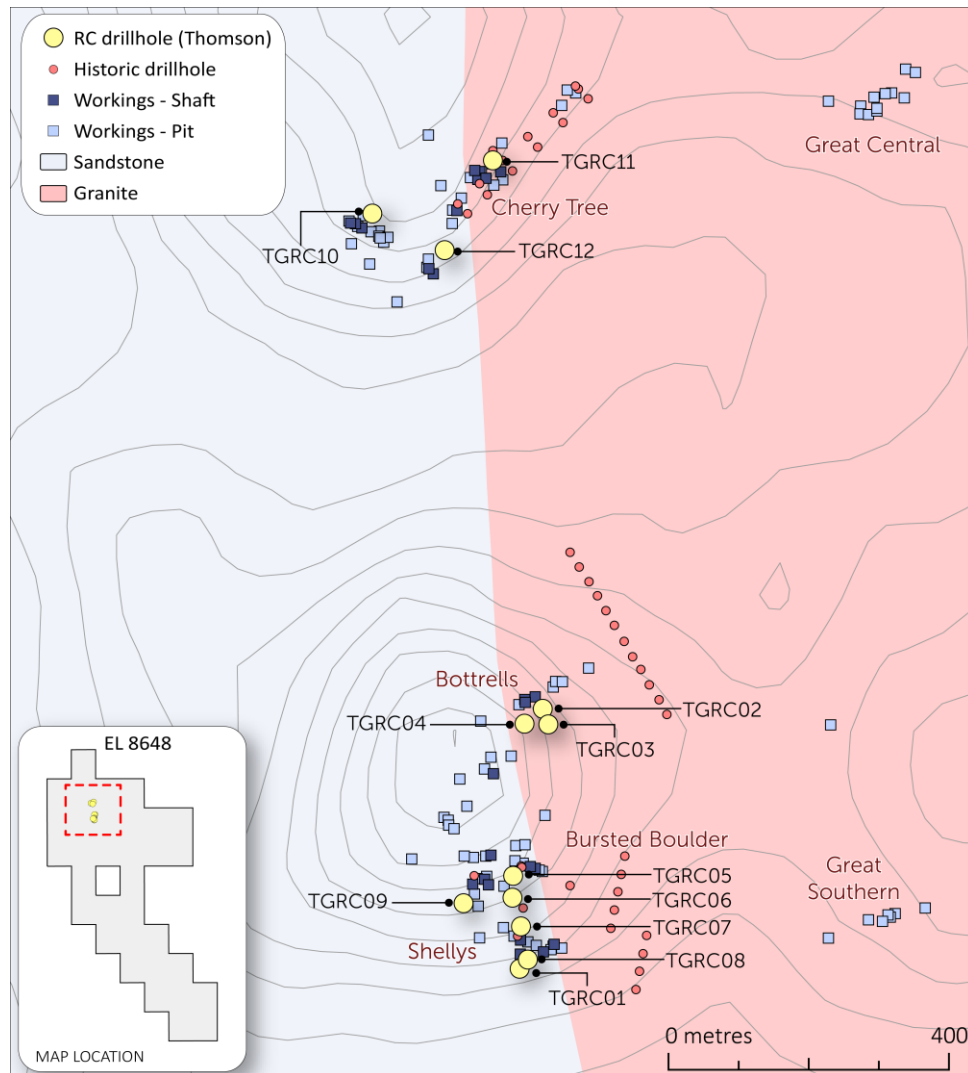 RC drillhole (Thomson)
Historic drillhole
Workings - Shaft
Workings - Pit
Sandstone
Granite
Great Central
TGRC11
Cherry Tree
TGRC10
TGRC12
Bottrells
TGRC02
TGRC04
TGRC03
EL 8648
Bursted Boulder
TGRC05
Great
Southern
TGRC06
TGRC09
TGRC07
Shellys
TGRC08
TGRC01
0 metres
400
MAP LOCATION